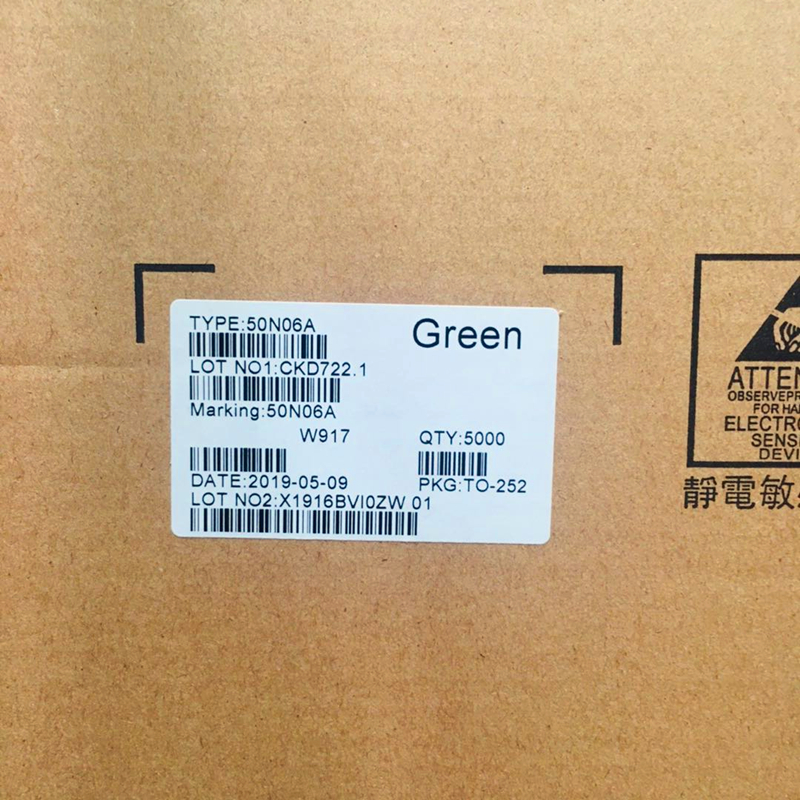 TYPE:50N06A
Green
LOT NO1:CKD722.1
Marking:50N06A
W917
QTY:5000
DATE:2019-05-09
PKG:TO-252
LOT NO2:X1916BVI0ZW 01
ATTEN
OBSERVEPR
FOR HA
ELECTRO
SENS
DEVI
靜電敏